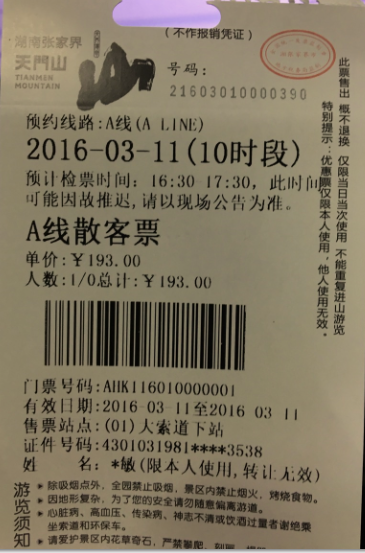 (不作报销凭证)
湖南张家界
天門山
TIANMEN
MOUNTAIN
号码:
21603010000390
预约线路:A线(A LINE)
2016-03-11(10时段)
预计检票时间: 16:30-17:30, 此时间
可能因故推迟,请以现场公告为准。
A线散客票
单价:￥193.00
人数:1/0总计:￥193.00
门票号码:AHK116010000001
有效日期:2016-03-11至2016-03-11
售票站点:(01)大索道下站
证件号码:4301031981****3538
姓 名: *敏(限本人使用,转让无效)
游览须知
除吸烟点外, 全园禁止吸烟, 景区内禁止烟火, 烧烤食物。
因地形复杂, 为了您的安全请勿随意偏离游道。
心脏病、高血压、传染病、神志不清或饮酒过量者谢绝乘
坐索道和环保车。
请爱护景区内花草奇石, 严禁攀爬、刻画、
此票售出 概不退换 仅限当日当次使用 不能重复进山游览
特别提示:优惠票仅限本人使用,他人使用无效。